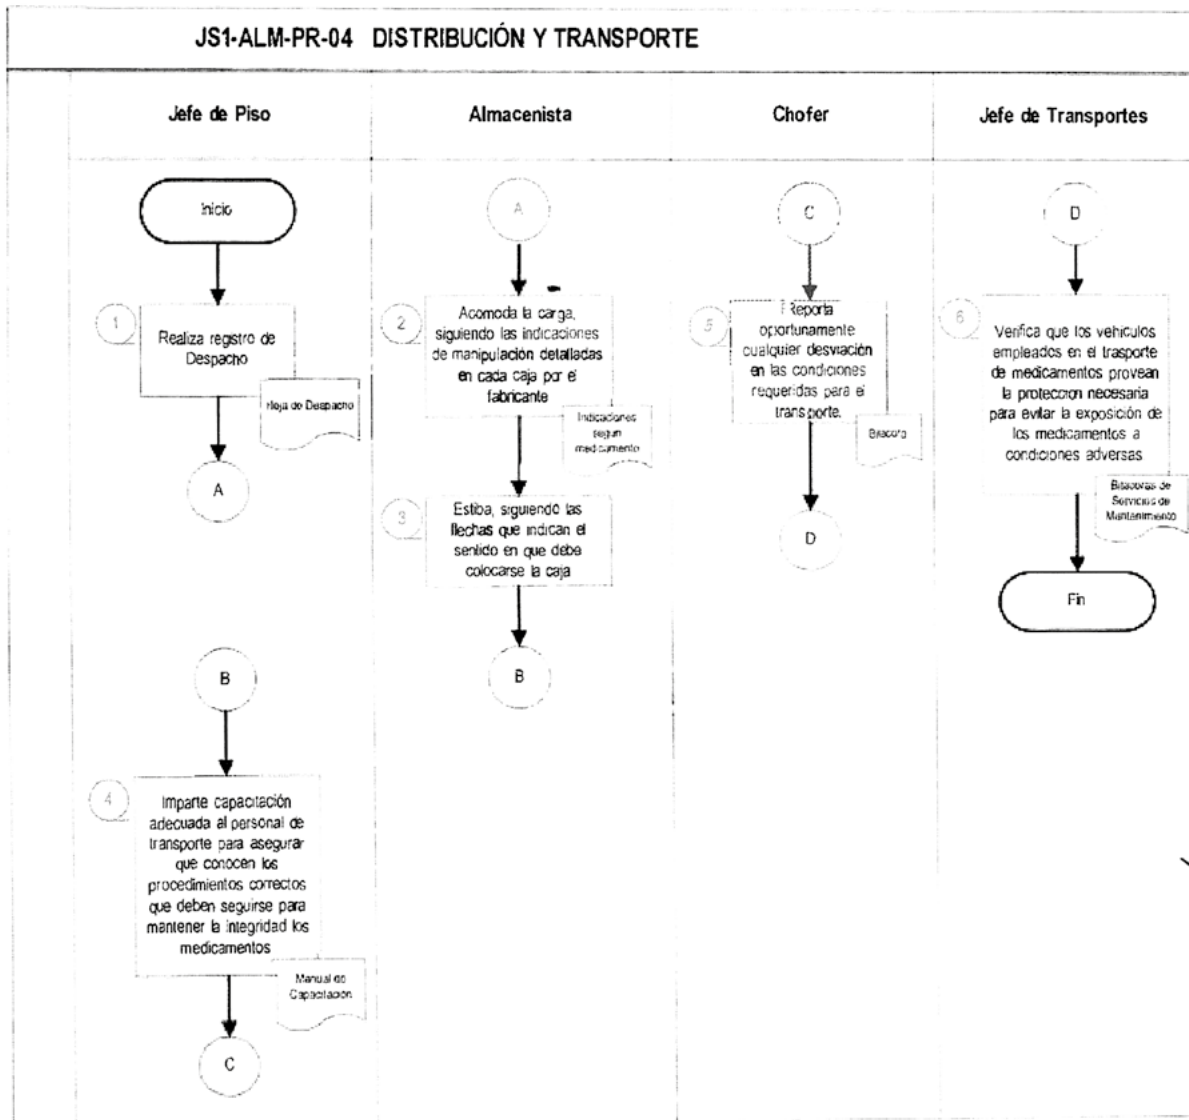 JS1-ALM-PR-04 DISTRIBUCIÓN Y TRANSPORTE
Jefe de Piso
Almacenista
Chofer
Jefe de Transportes
Inicio
1
Realiza registro de
Despacho
Hoja de Despacho
A
B
4
Imparte capacitación
adecuada al personal de
transporte para asegurar
que conocen los
procedimientos correctos
que deben seguirse para
mantener la integridad los
medicamentos
Manual de
Capacitación
C
A
2
Acomoda la carga,
siguiendo las indicaciones
de manipulación detalladas
en cada caja por el
fabricante
Indicaciones
segun
medicamento
3
Estiba, siguiendo las
flechas que indican el
sentido en que debe
colocarse la caja
B
C
5
Reporta
oportunamente
cualquier desviación
en las condiciones
requeridas para el
transporte.
D
D
6
Verifica que los vehículos
empleados en el trasporte
de medicamentos provean
la proteccion necesaria
para evitar la exposición de
los medicamentos a
condiciones adversas
Bitacoras de
Servicios de
Mantenimiento
Fin